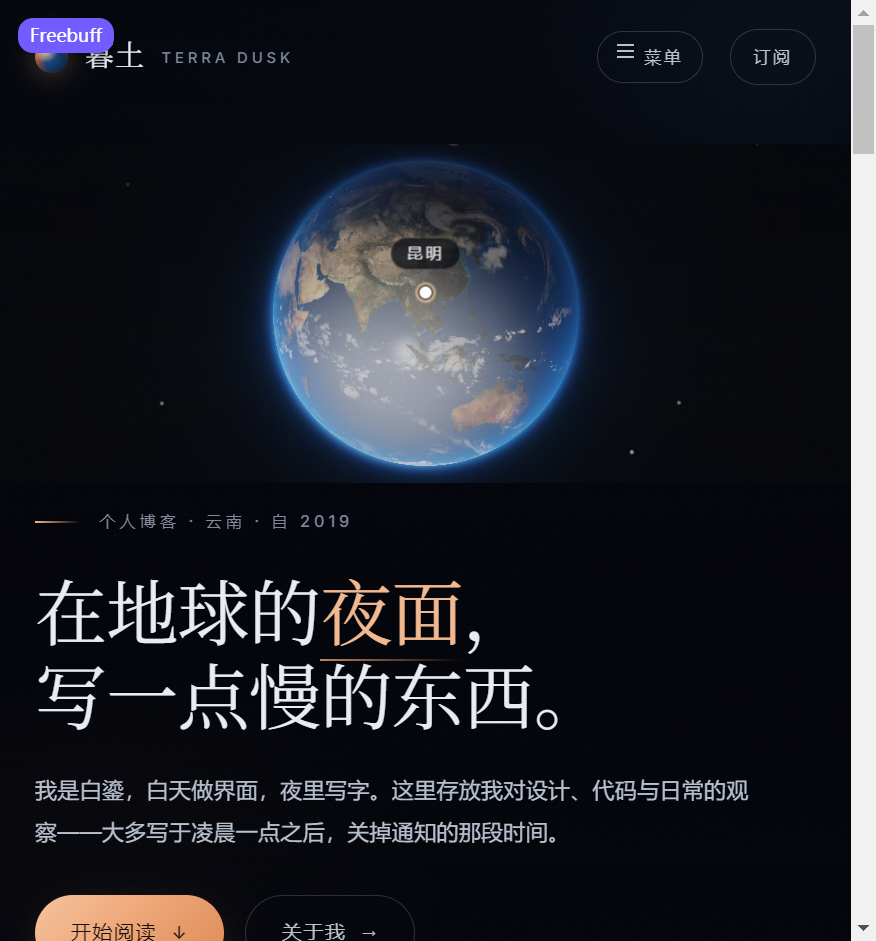 Freebuff
暮土 TERRA DUSK
菜单
订阅
昆明
个人博客 · 云南 · 自 2019
在地球的夜面，
写一点慢的东西。
我是白鎏，白天做界面，夜里写字。这里存放我对设计、代码与日常的观
察——大多写于凌晨一点之后，关掉通知的那段时间。
开始阅读 ↓
关于我 →